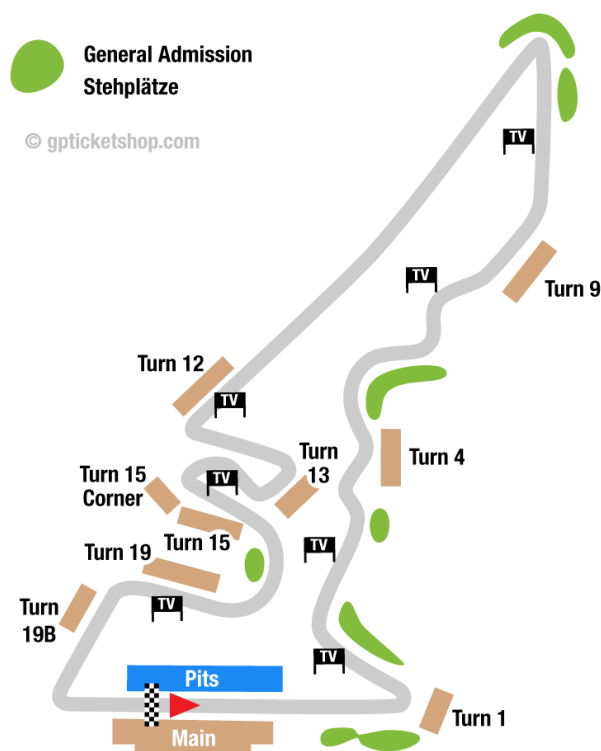 General Admission
Stehplätze
© gpticketshop.com
TV
Turn 9
TV
Turn 12
TV
Turn
13
Turn 4
Turn 15
Corner
TV
Turn 15
Turn 19
TV
TV
Turn
19B
TV
Pits
Turn 1
Main